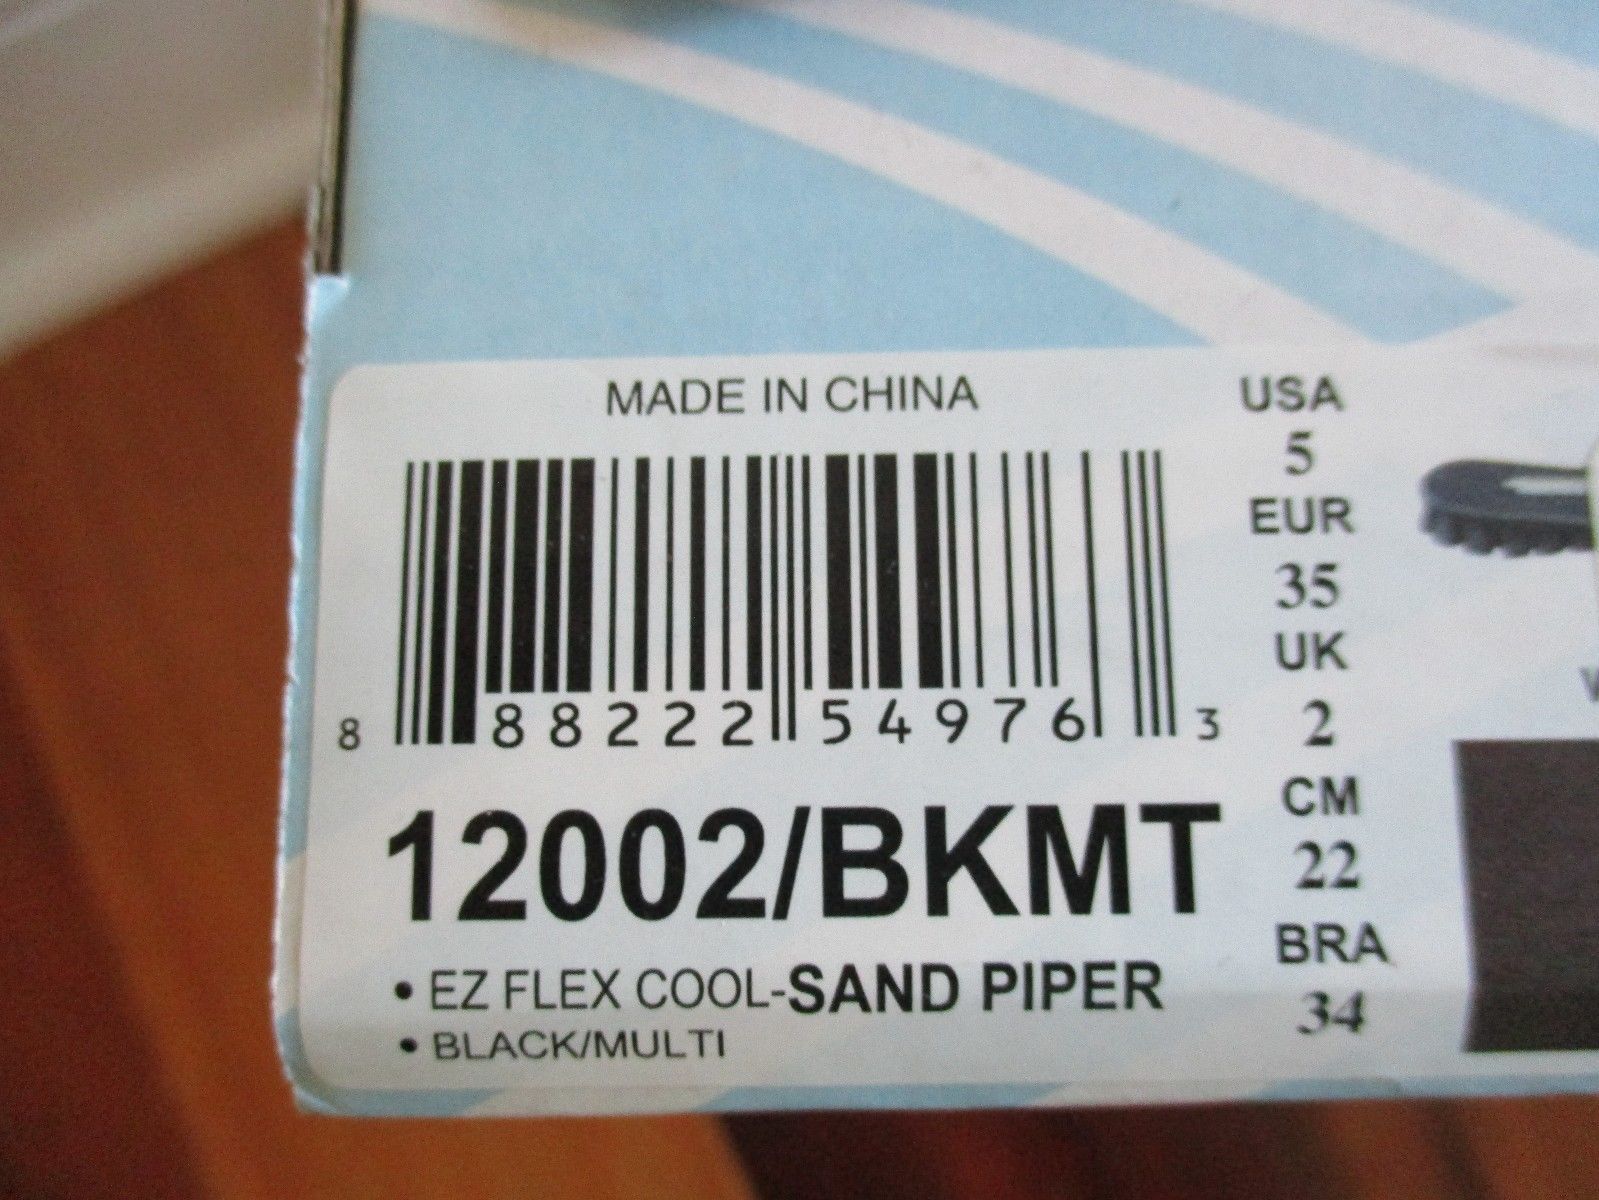 MADE IN CHINA
8 88222 54976 3
12002/BKMT
• EZ FLEX COOL-SAND PIPER
• BLACK/MULTI
USA
5
EUR
35
UK
2
CM
22
BRA
34